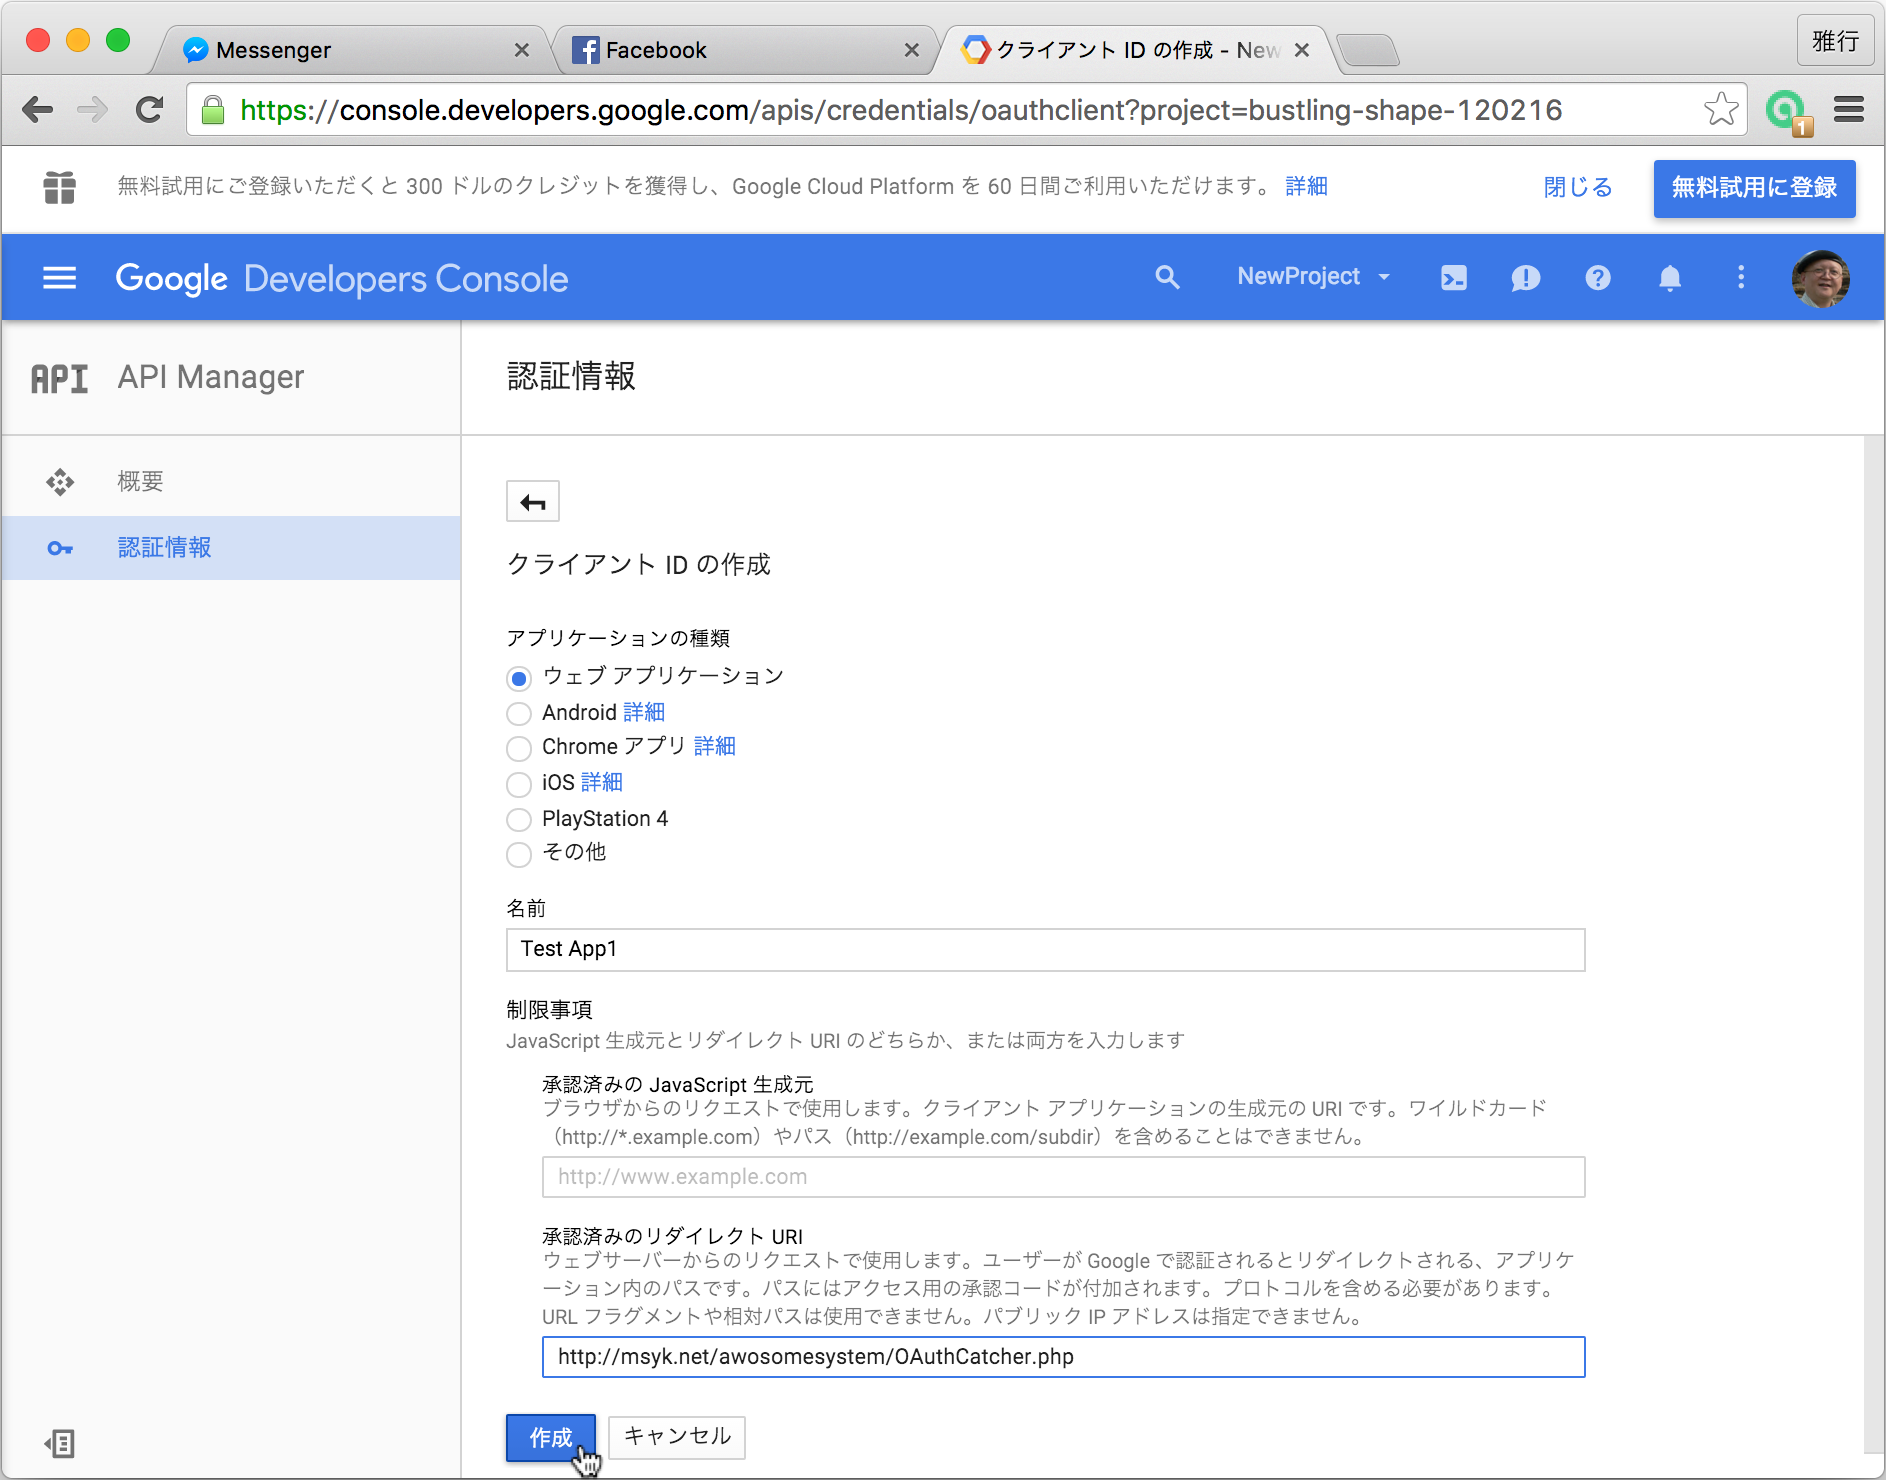 Messenger
Facebook
クライアント ID の作成 - New
雅行
https://console.developers.google.com/apis/credentials/oauthclient?project=bustling-shape-120216
1
無料試用にご登録いただくと 300 ドルのクレジットを獲得し、Google Cloud Platform を 60 日間ご利用いただけます。 詳細
閉じる
無料試用に登録
Google Developers Console
NewProject
API API Manager
認証情報
概要
認証情報
クライアント ID の作成
アプリケーションの種類
ウェブ アプリケーション
Android 詳細
Chrome アプリ 詳細
iOS 詳細
PlayStation 4
その他
名前
Test App1
制限事項
JavaScript 生成元とリダイレクト URI のどちらか、または両方を入力します
承認済みの JavaScript 生成元
ブラウザからのリクエストで使用します。クライアント アプリケーションの生成元の URI です。ワイルドカード
（http://*.example.com）やパス（http://example.com/subdir）を含めることはできません。
http://www.example.com
承認済みのリダイレクト URI
ウェブサーバーからのリクエストで使用します。ユーザーが Google で認証されるとリダイレクトされる、アプリケ
ーション内のパスです。パスにはアクセス用の承認コードが付加されます。プロトコルを含める必要があります。
URL フラグメントや相対パスは使用できません。パブリック IP アドレスは指定できません。
http://msyk.net/awosomesystem/OAuthCatcher.php
作成
キャンセル